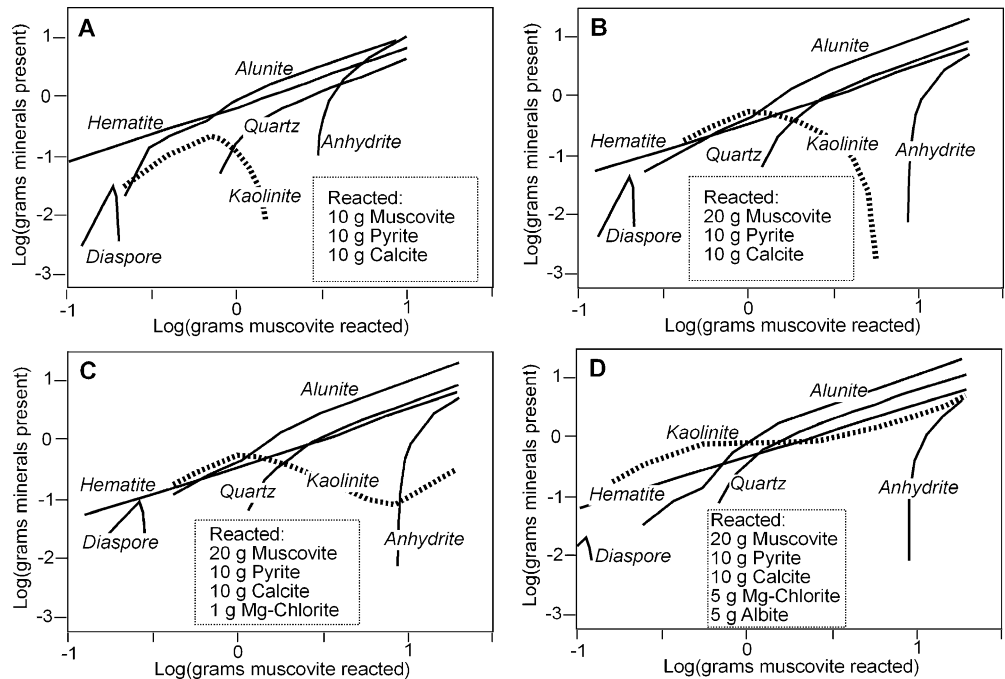 A
Log(grams minerals present)
1
0
-1
-2
-3
Alunite
Hematite
Quartz
Anhydrite
Kaolinite
Diaspore
Reacted:
10 g Muscovite
10 g Pyrite
10 g Calcite
-1
0
1
Log(grams muscovite reacted)
B
Log(grams minerals present)
1
0
-1
-2
-3
Alunite
Hematite
Quartz
Kaolinite
Anhydrite
Diaspore
Reacted:
20 g Muscovite
10 g Pyrite
10 g Calcite
-1
0
1
Log(grams muscovite reacted)
C
Log(grams minerals present)
1
0
-1
-2
-3
Alunite
Hematite
Quartz
Kaolinite
Diaspore
Anhydrite
Reacted:
20 g Muscovite
10 g Pyrite
10 g Calcite
1 g Mg-Chlorite
-1
0
1
Log(grams muscovite reacted)
D
Log(grams minerals present)
1
0
-1
-2
-3
Alunite
Kaolinite
Hematite
Quartz
Anhydrite
Diaspore
Reacted:
20 g Muscovite
10 g Pyrite
10 g Calcite
5 g Mg-Chlorite
5 g Albite
-1
0
1
Log(grams muscovite reacted)